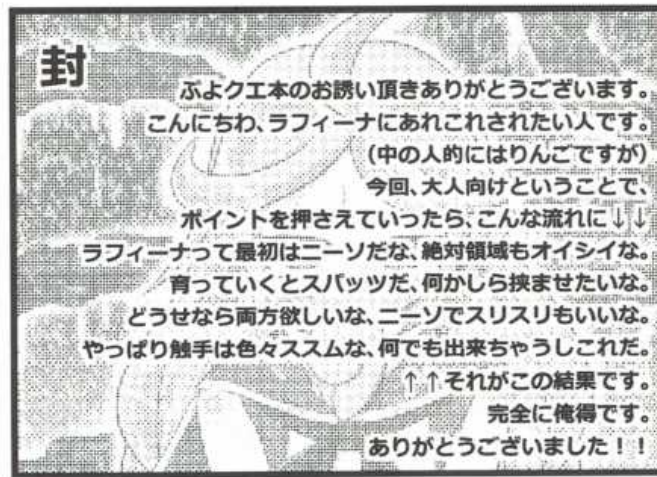 封
ぷよクエ本のお誘い頂きありがとうございます。
こんにちわ、ラフィーナにあれこれされたい人です。
(中の人的にはりんごですが)
今回、大人向けということで、
ポイントを押さえていったら、こんな流れに↓↓
ラフィーナって最初はニーソだな、絶対領域もオイシイな。
育っていくとスパッツだ、何かしら挟ませたいな。
どうせなら両方欲しいな、ニーソでスリスリもいいな。
やっぱり触手は色々ススムな、何でも出来ちゃうしこれだ。
↑↑それがこの結果です。
完全に俺得です。
ありがとうございました！！